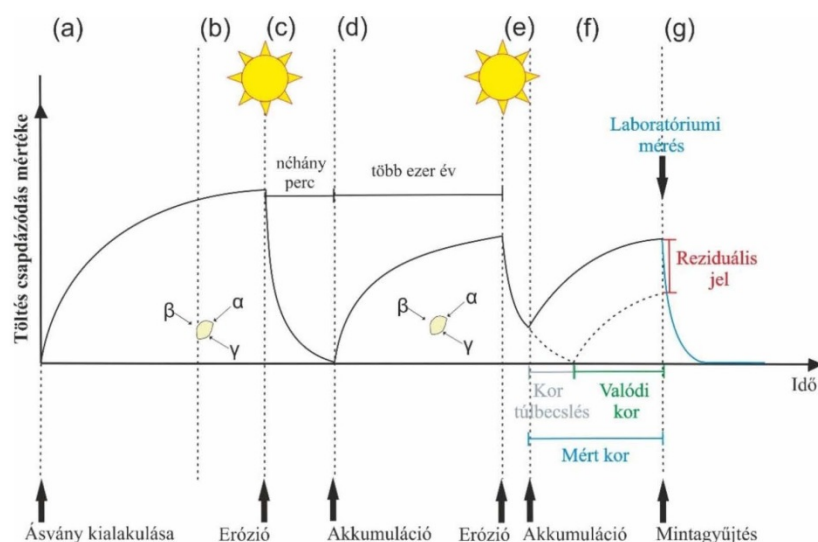 (a) (b) (c) (d) (e) (f) (g)
Töltés csapdázódás mértéke
Laboratóriumi
mérés
néhány
perc
több ezer év
Reziduális
jel
β α
γ
β α
γ
Idő
Kor
túlbecslés
Valódi
kor
Mért kor
Ásvány kialakulása
Erózió
Akkumuláció
Erózió
Akkumuláció
Mintagyűjtés